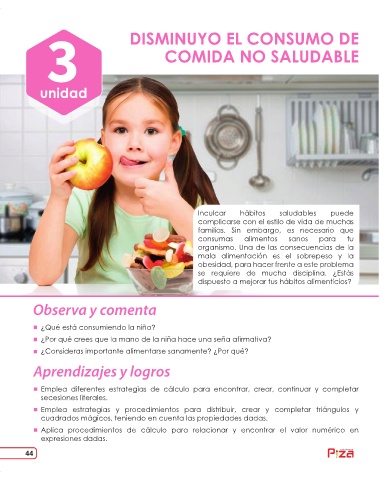 3
unidad
DISMINUYO EL CONSUMO DE
COMIDA NO SALUDABLE
Inculcar hábitos saludables puede
complicarse con el estilo de vida de muchas
familias. Sin embargo, es necesario que
consumas alimentos sanos para tu
organismo. Una de las consecuencias de la
mala alimentación es el sobrepeso y la
obesidad, para hacer frente a este problema
se requiere de mucha disciplina. ¿Estás
dispuesto a mejorar tus hábitos alimenticios?
Observa y comenta
¿Qué está consumiendo la niña?
¿Por qué crees que la mano de la niña hace una seña afirmativa?
¿Consideras importante alimentarse sanamente? ¿Por qué?
Aprendizajes y logros
Emplea diferentes estrategias de cálculo para encontrar, crear, continuar y completar
secesiones literales.
Emplea estrategias y procedimientos para distribuir, crear y completar triángulos y
cuadrados mágicos, teniendo en cuenta las propiedades dadas.
Aplica procedimientos de cálculo para relacionar y encontrar el valor numérico en
expresiones dadas.
44
Pizá